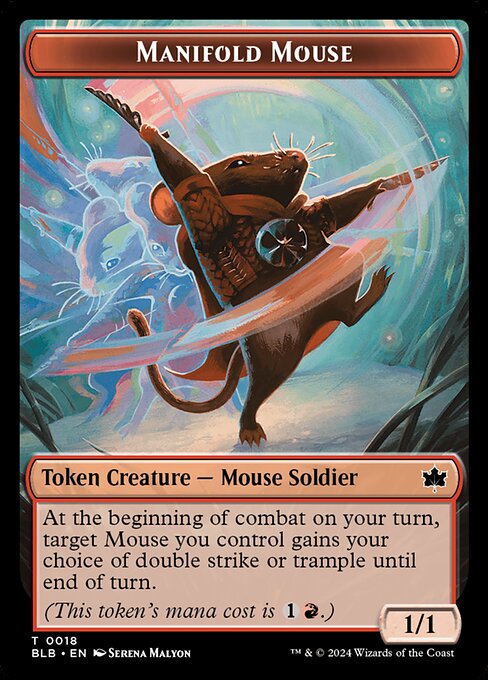 Manifold Mouse
Token Creature — Mouse Soldier
At the beginning of combat on your turn,
target Mouse you control gains your
choice of double strike or trample until
end of turn.
(This token's mana cost is 1 R.)
1/1
T 0018
BLB • EN Serena Malyon
™ & © 2024 Wizards of the Coast